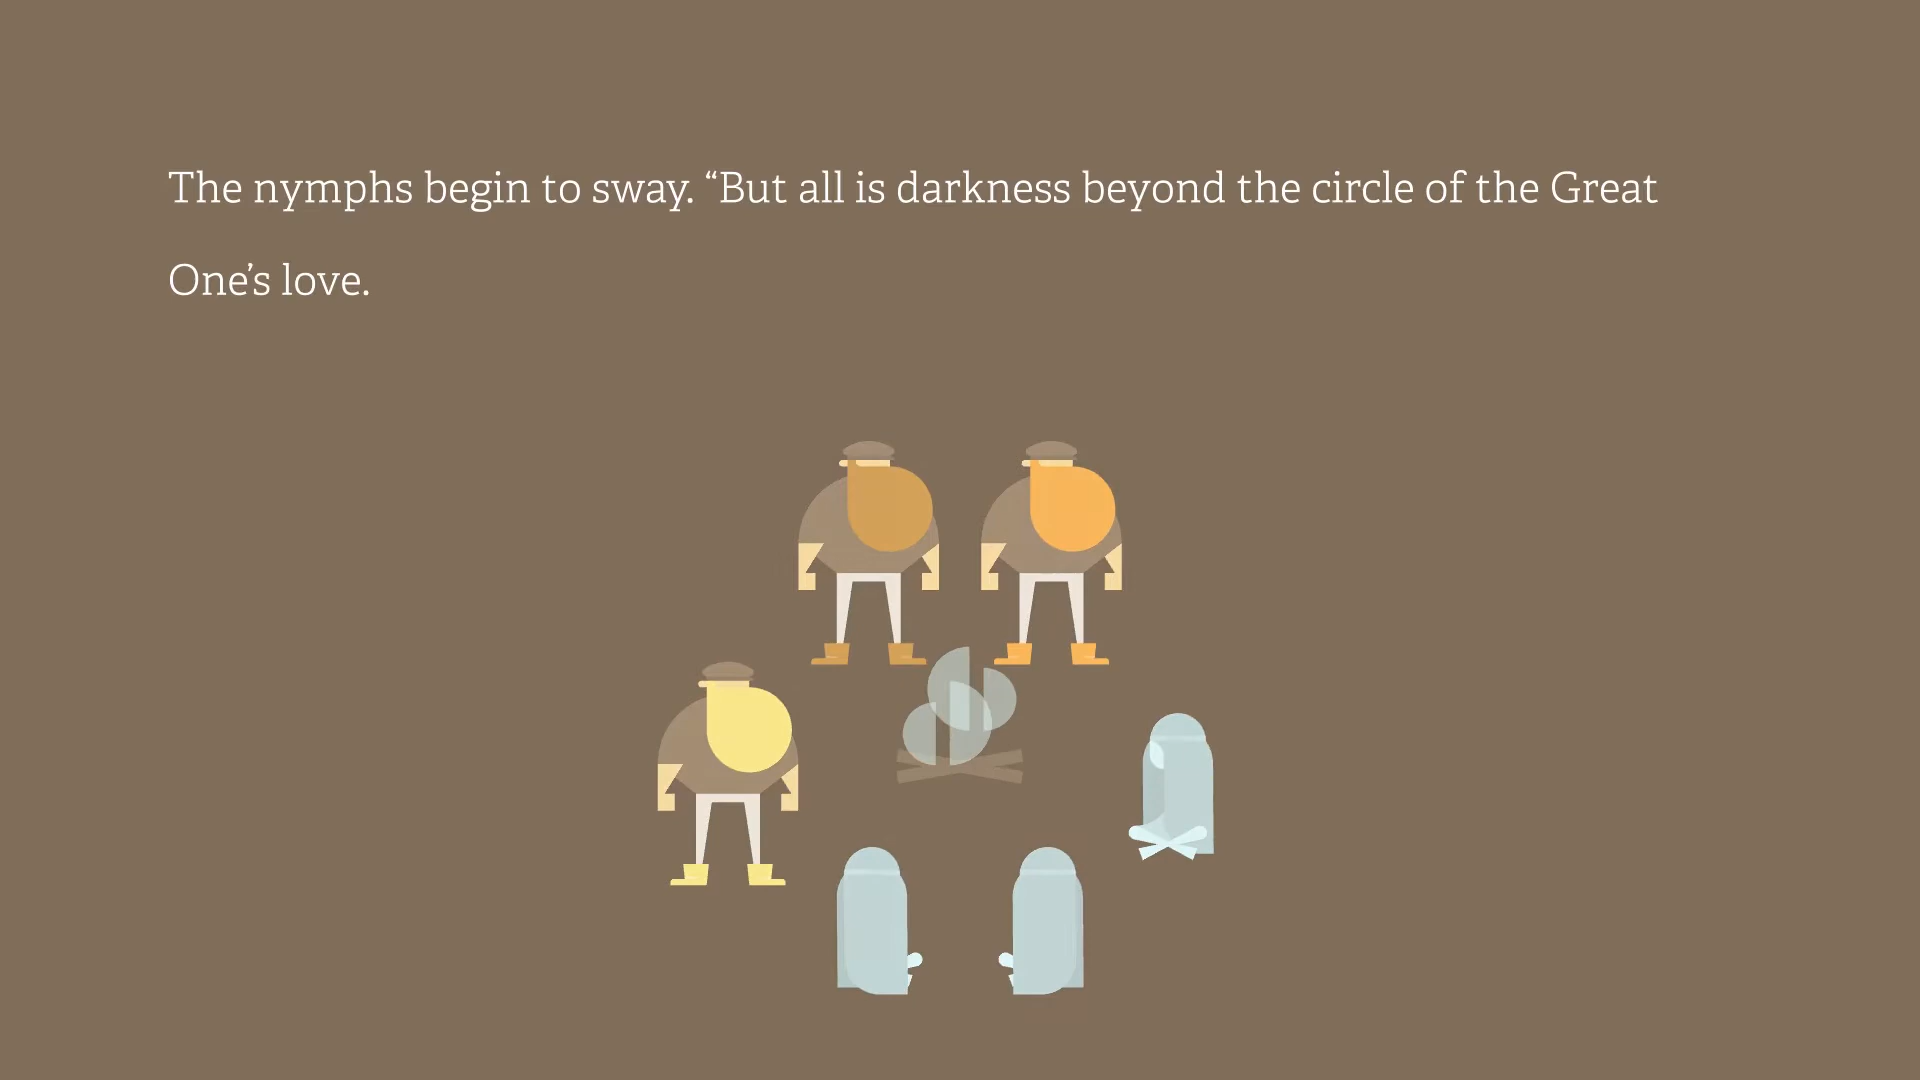 The nymphs begin to sway. “But all is darkness beyond the circle of the Great
One’s love.